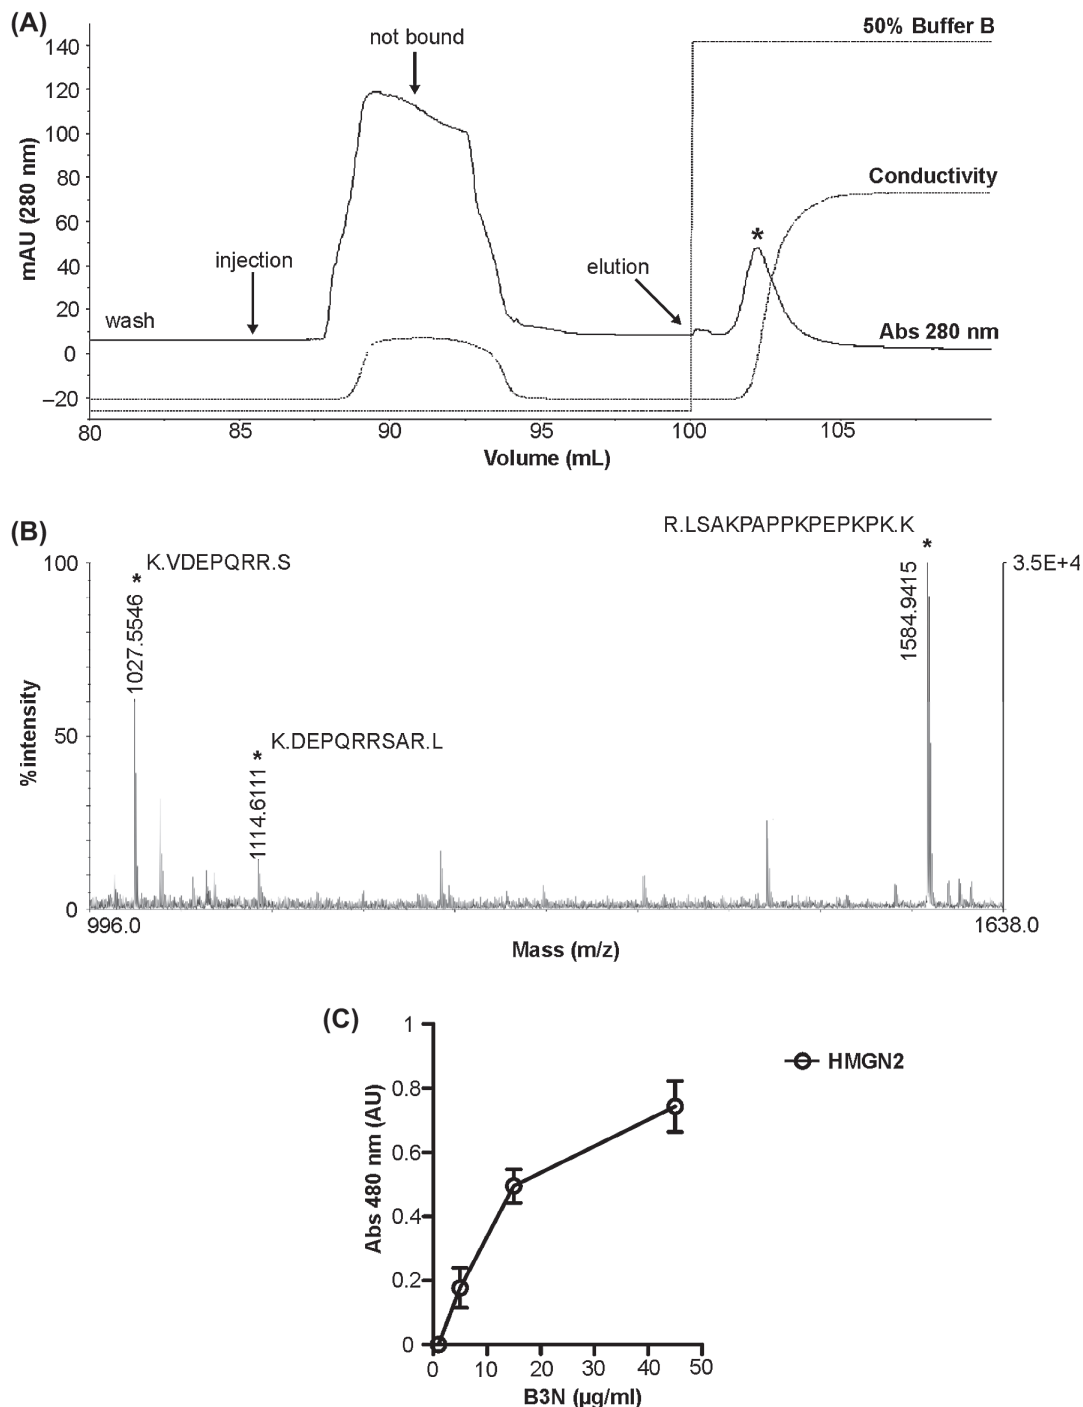 (A)
50% Buffer B
140
not bound
120
100
Conductivity
80
mAU (280 nm)
60
injection
*
elution
40
20
wash
Abs 280 nm
0
–20
80
85
90
95
100
105
Volume (mL)
(B)
R.LSAKPAPPKPEPKPK.K
100
* K.VDEPQRR.S
*
3.5E+4
1027.5546
1584.9415
%intensity
50
* K.DEPQRRSAR.L
1114.6111
0
996.0
1638.0
Mass (m/z)
(C)
1
HMGN2
0.8
Abs 480 nm (AU)
0.6
0.4
0.2
0
0 10 20 30 40 50
B3N (µg/ml)